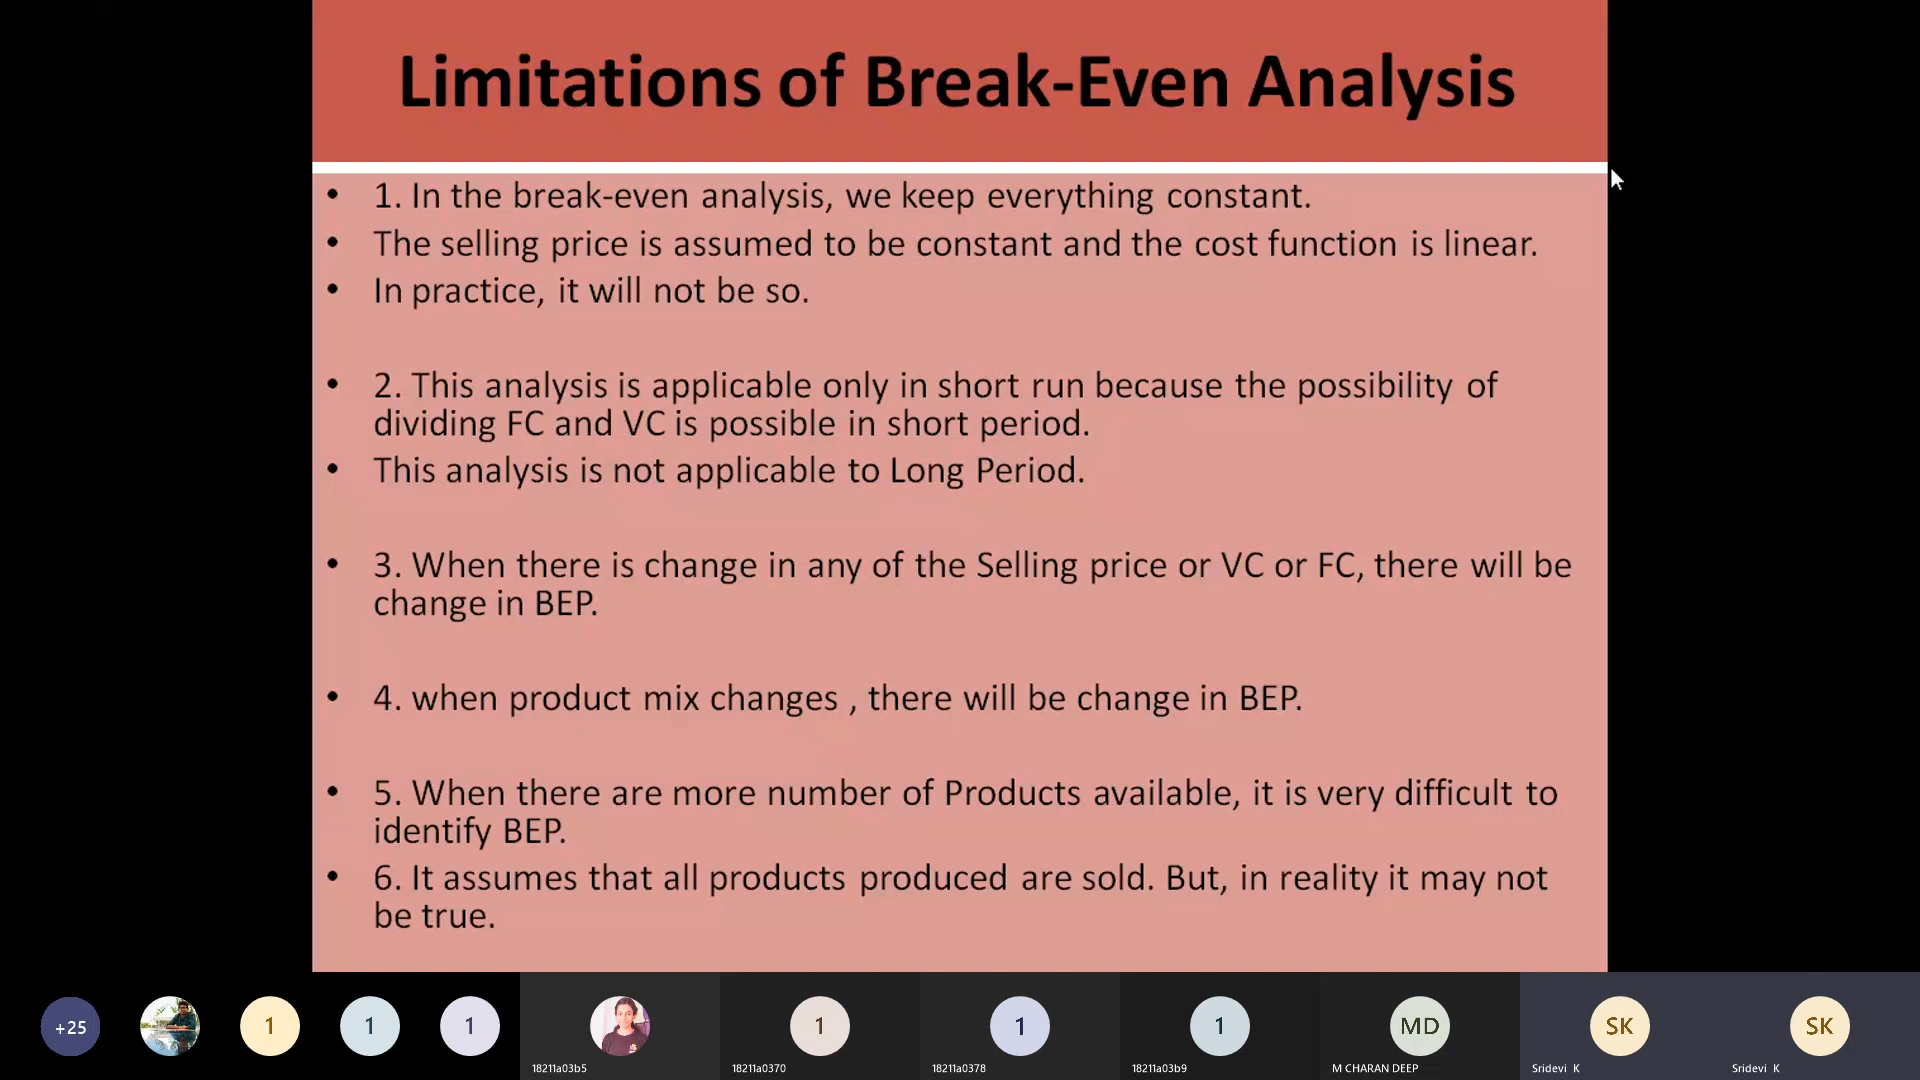 Limitations of Break-Even Analysis
• 1. In the break-even analysis, we keep everything constant.
• The selling price is assumed to be constant and the cost function is linear.
• In practice, it will not be so.
• 2. This analysis is applicable only in short run because the possibility of
dividing FC and VC is possible in short period.
• This analysis is not applicable to Long Period.
• 3. When there is change in any of the Selling price or VC or FC, there will be
change in BEP.
• 4. when product mix changes , there will be change in BEP.
• 5. When there are more number of Products available, it is very difficult to
identify BEP.
• 6. It assumes that all products produced are sold. But, in reality it may not
be true.
+25 1 1 1 1 1 1 MD SK SK
18211a03b5 18211a0370 18211a0378 18211a03b9 M CHARAN DEEP Sridevi K Sridevi K